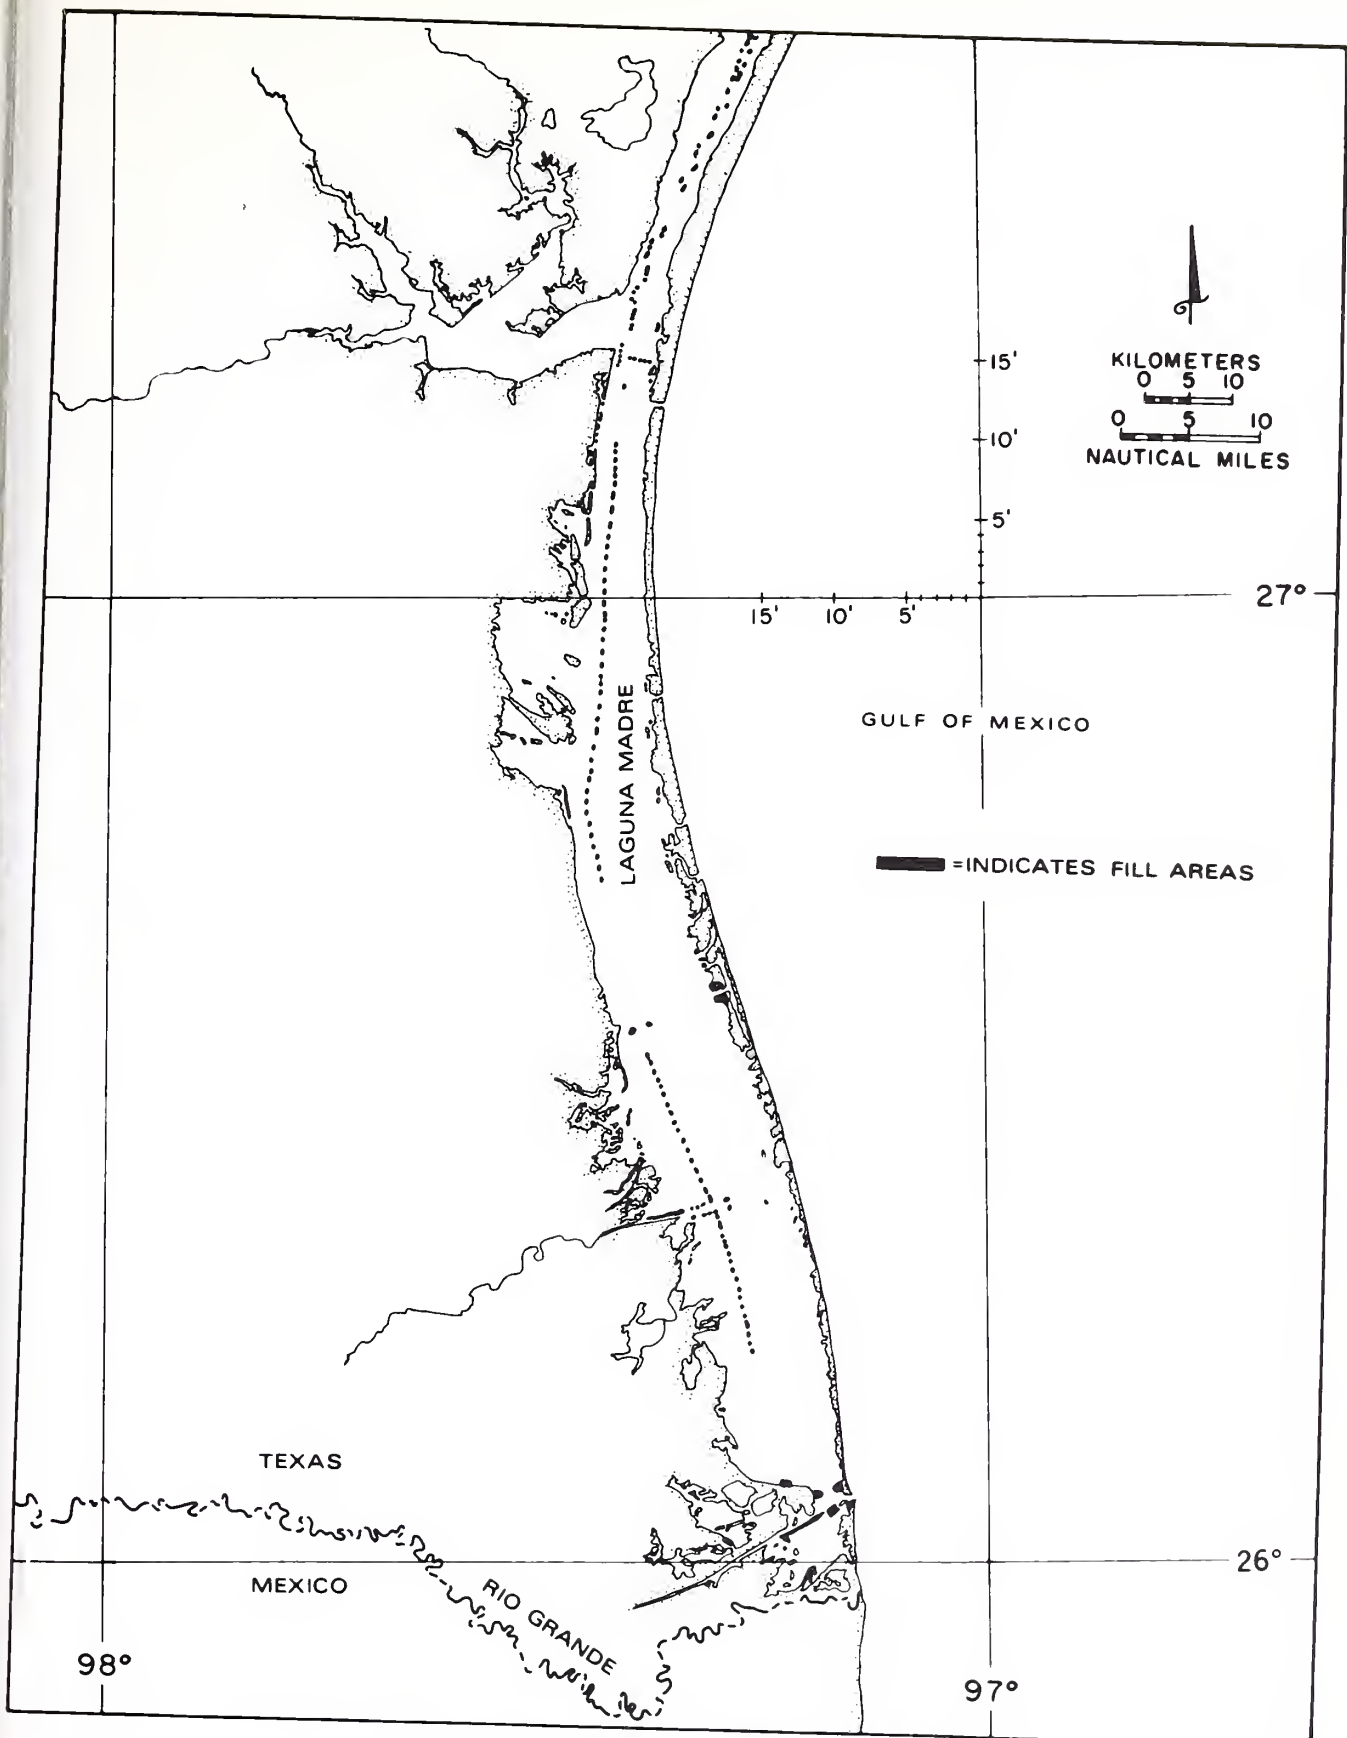 KILOMETERS
0 5 10
0 5 10
NAUTICAL MILES
15'
10'
5'
27°
15' 10' 5'
LAGUNA MADRE
GULF OF MEXICO
=INDICATES FILL AREAS
TEXAS
MEXICO
RIO GRANDE
26°
98°
97°